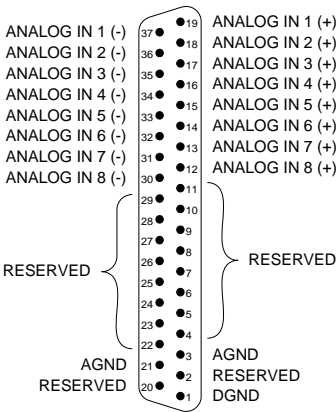 19 ANALOG IN 1 (+)
ANALOG IN 1 (-) 37
18 ANALOG IN 2 (+)
ANALOG IN 2 (-) 36
17 ANALOG IN 3 (+)
ANALOG IN 3 (-) 35
16 ANALOG IN 4 (+)
ANALOG IN 4 (-) 34
15 ANALOG IN 5 (+)
ANALOG IN 5 (-) 33
14 ANALOG IN 6 (+)
ANALOG IN 6 (-) 32
13 ANALOG IN 7 (+)
ANALOG IN 7 (-) 31
12 ANALOG IN 8 (+)
ANALOG IN 8 (-) 30
11
29
10
28
9
27
8
26
RESERVED
7
RESERVED
25
6
24
5
23
4
22
3 AGND
AGND 21
2 RESERVED
RESERVED 20
1 DGND